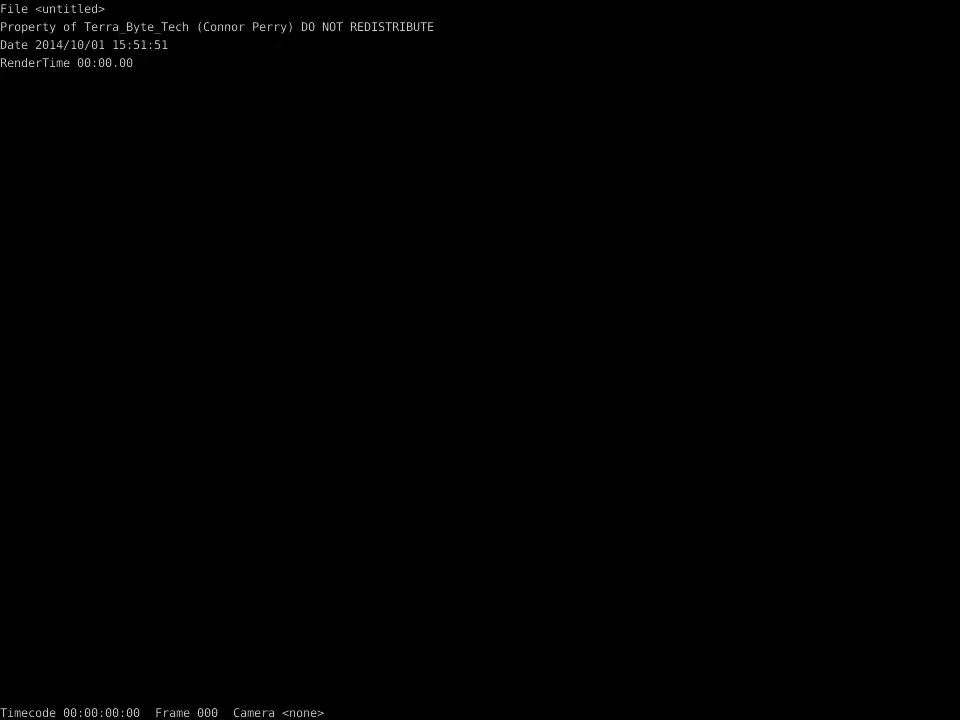 File <untitled>
Property of Terra_Byte_Tech (Connor Perry) DO NOT REDISTRIBUTE
Date 2014/10/01 15:51:51
RenderTime 00:00.00
Timecode 00:00:00:00  Frame 000  Camera <none>